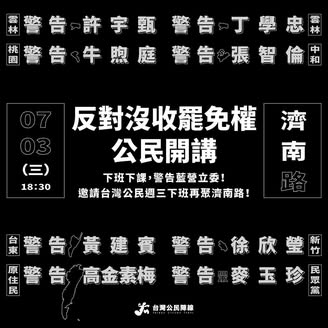 雲林 警告 許宇甄 警告 丁學忠 雲林
桃園 警告 牛煦庭 警告 張智倫 中和
07
03
(三)
18:30
反對沒收罷免權
公民開講
下班下課，警告藍營立委！
邀請台灣公民週三下班再聚濟南路！
濟南路
台東 警告 黃建賓 警告 徐欣瑩 新竹
原住民 警告 高金素梅 警告 麥玉珍 民眾黨
台灣公民陣線